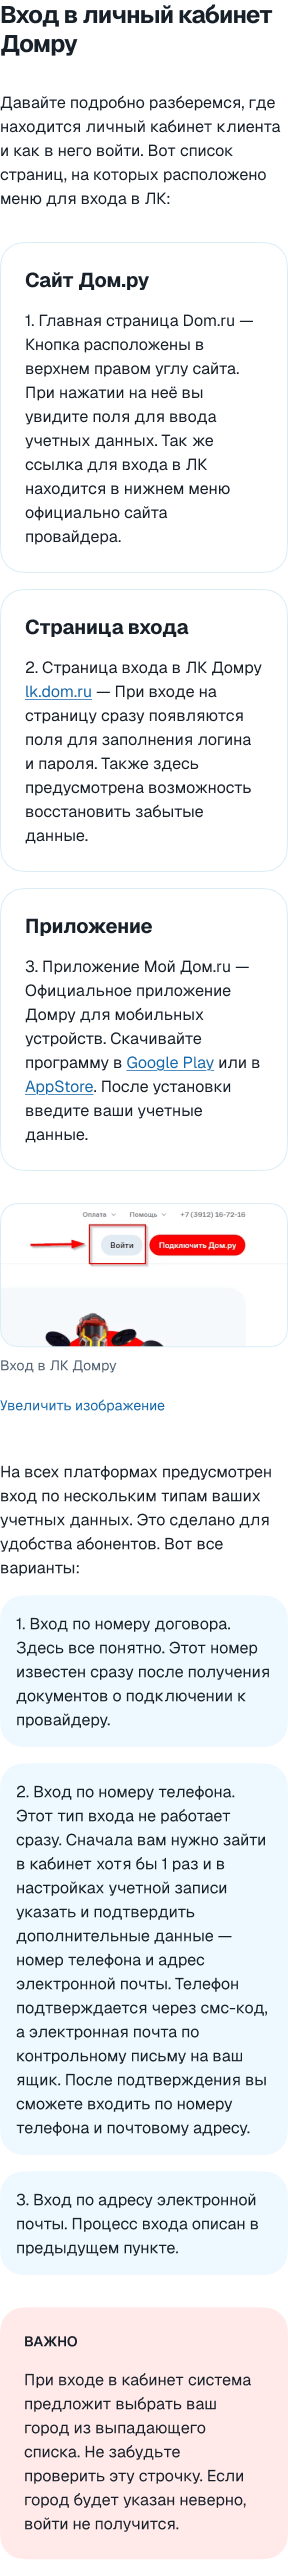 Вход в личный кабинет
Домру
Давайте подробно разберемся, где
находится личный кабинет клиента
и как в него войти. Вот список
страниц, на которых расположено
меню для входа в ЛК:
Сайт Дом.ру
1. Главная страница Dom.ru —
Кнопка расположены в
верхнем правом углу сайта.
При нажатии на неё вы
увидите поля для ввода
учетных данных. Так же
ссылка для входа в ЛК
находится в нижнем меню
официально сайта
провайдера.
Страница входа
2. Страница входа в ЛК Домру
lk.dom.ru — При входе на
страницу сразу появляются
поля для заполнения логина
и пароля. Также здесь
предусмотрена возможность
восстановить забытые
данные.
Приложение
3. Приложение Мой Дом.ru —
Официальное приложение
Домру для мобильных
устройств. Скачивайте
программу в Google Play или в
AppStore. После установки
введите ваши учетные
данные.
Оплата Помощь +7 (3912) 16-72-16
Войти Подключить Дом.ру
Вход в ЛК Домру
Увеличить изображение
На всех платформах предусмотрен
вход по нескольким типам ваших
учетных данных. Это сделано для
удобства абонентов. Вот все
варианты:
1. Вход по номеру договора.
Здесь все понятно. Этот номер
известен сразу после получения
документов о подключении к
провайдеру.
2. Вход по номеру телефона.
Этот тип входа не работает
сразу. Сначала вам нужно зайти
в кабинет хотя бы 1 раз и в
настройках учетной записи
указать и подтвердить
дополнительные данные —
номер телефона и адрес
электронной почты. Телефон
подтверждается через смс-код,
а электронная почта по
контрольному письму на ваш
ящик. После подтверждения вы
сможете входить по номеру
телефона и почтовому адресу.
3. Вход по адресу электронной
почты. Процесс входа описан в
предыдущем пункте.
ВАЖНО
При входе в кабинет система
предложит выбрать ваш
город из выпадающего
списка. Не забудьте
проверить эту строчку. Если
город будет указан неверно,
войти не получится.